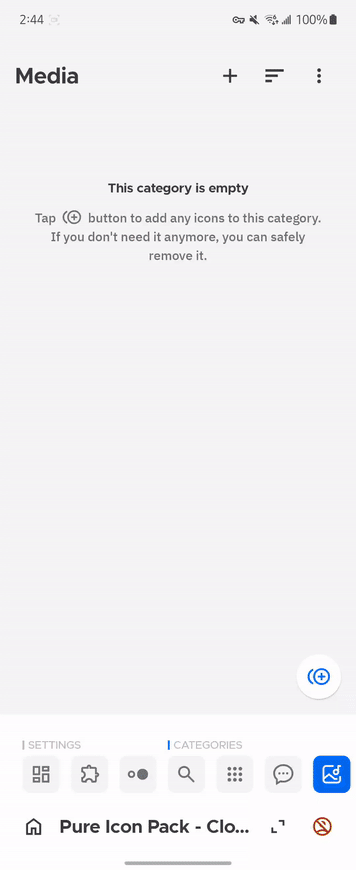 2:44
100%
Media
This category is empty
Tap button to add any icons to this category.
If you don't need it anymore, you can safely
remove it.
SETTINGS
CATEGORIES
Pure Icon Pack - Clo...